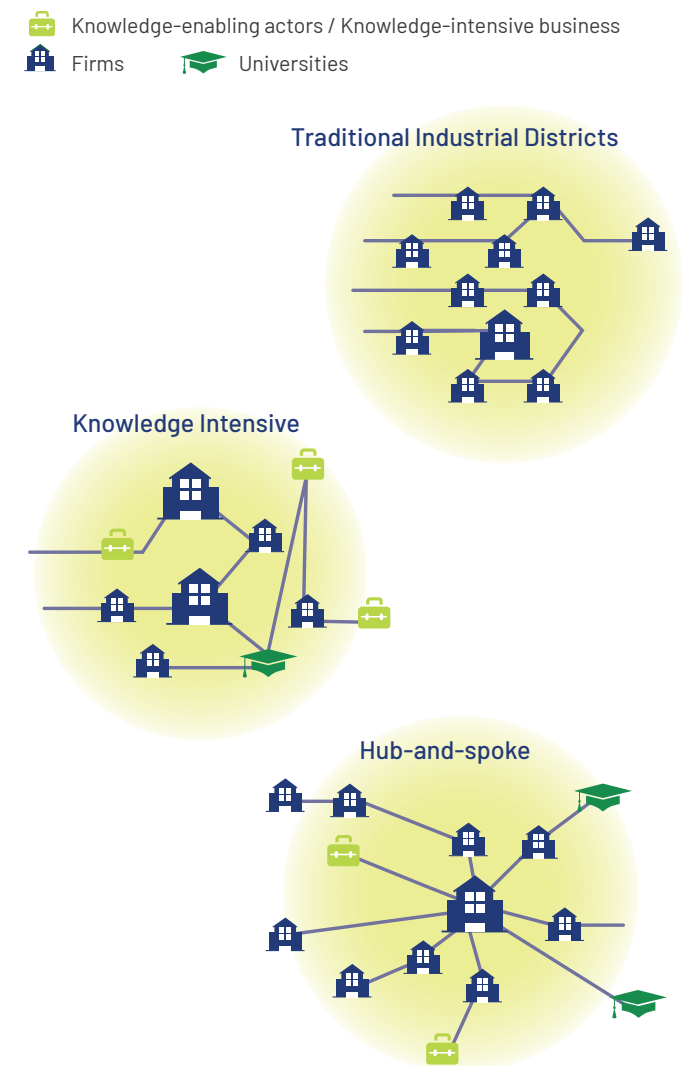 Knowledge-enabling actors / Knowledge-intensive business
Firms
Universities
Traditional Industrial Districts
Knowledge Intensive
Hub-and-spoke